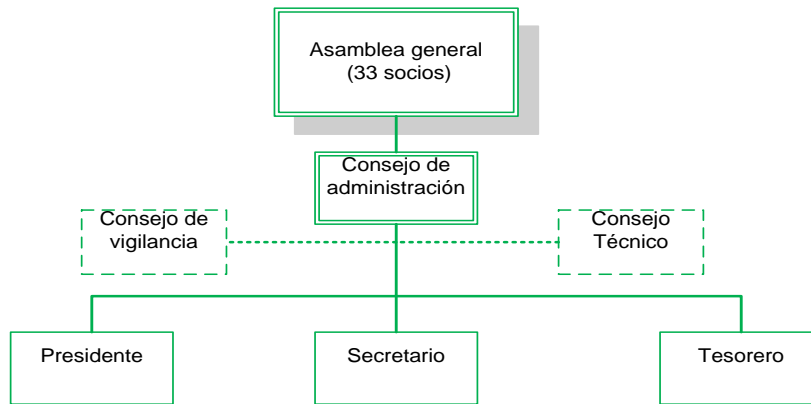 Asamblea general
(33 socios)
Consejo de
administración
Consejo de
vigilancia
Consejo
Técnico
Presidente
Secretario
Tesorero